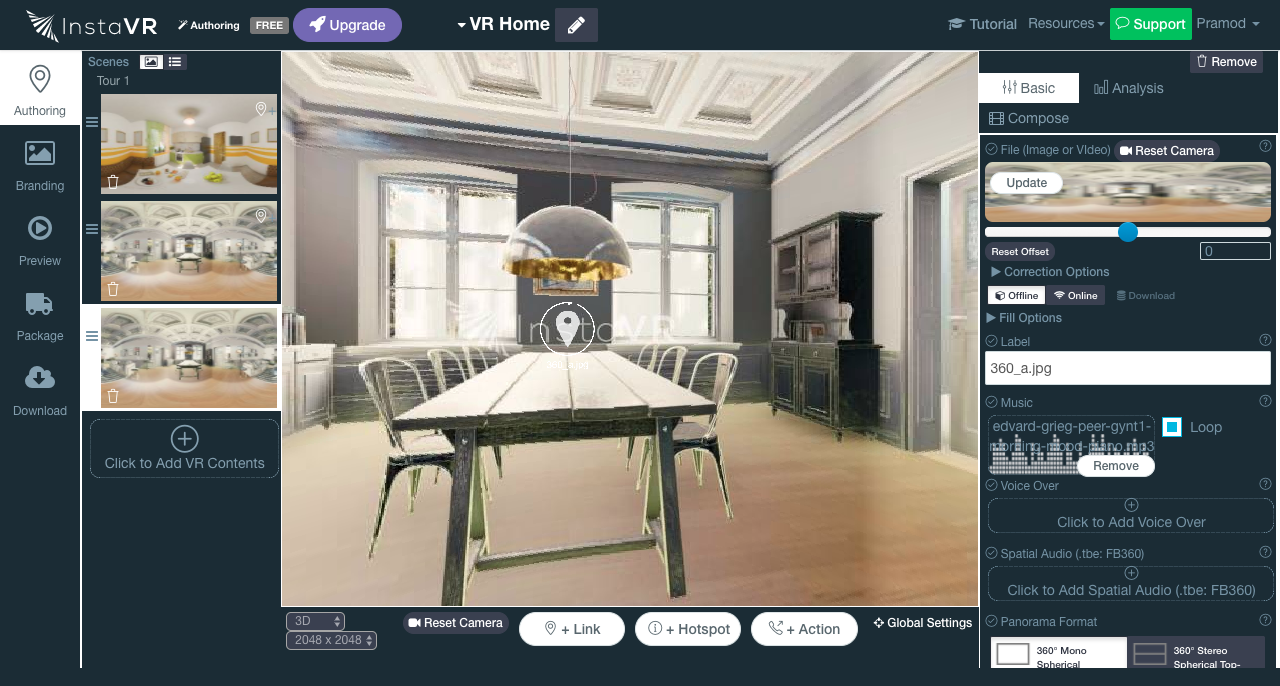 InstaVR
Authoring
FREE
Upgrade
VR Home
Tutorial
Resources
Support
Pramod
Authoring
Branding
Preview
Package
Download
Scenes
Tour 1
Click to Add VR Contents
InstaVR
3D
2048 x 2048
Reset Camera
+ Link
+ Hotspot
+ Action
Global Settings
Remove
Basic
Analysis
Compose
File (Image or VIdeo)
Reset Camera
Update
Reset Offset
0
Correction Options
Offline
Online
Download
Fill Options
Label
360_a.jpg
Music
edvard-grieg-peer-gynt1-
Loop
Remove
Voice Over
Click to Add Voice Over
Spatial Audio (.tbe: FB360)
Click to Add Spatial Audio (.tbe: FB360)
Panorama Format
360° Mono
Spherical
360° Stereo
Spherical Top-